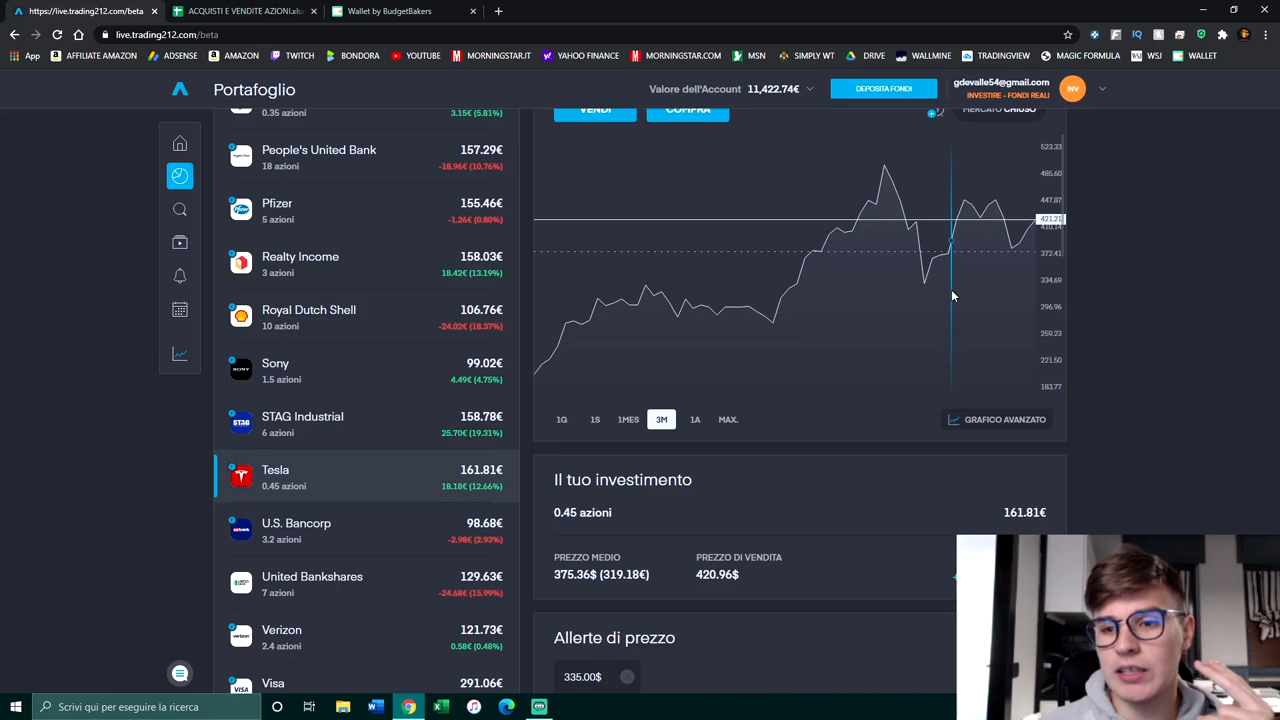 https://live.trading212.com/beta
ACQUISTI E VENDITE AZIONI.xlsx
Wallet by BudgetBakers
live.trading212.com/beta
App AFFILIATE AMAZON ADSENSE AMAZON TWITCH BONDORA YOUTUBE MORNINGSTAR.IT YAHOO FINANCE MORNINGSTAR.COM MSN SIMPLY WT DRIVE WALLMINE TRADINGVIEW MAGIC FORMULA WSJ WALLET
Portafoglio
Valore dell'Account 11,422.74€
DEPOSITA FONDI
gdevalle54@gmail.com
INVESTIRE - FONDI REALI
INV
0.35 azioni 3.15€ (5.81%)
People's United Bank 157.29€
18 azioni -18.96€ (10.76%)
Pfizer 155.46€
5 azioni -1.26€ (0.80%)
Realty Income 158.03€
3 azioni 18.42€ (13.19%)
Royal Dutch Shell 106.76€
10 azioni -24.02€ (18.37%)
SONY
Sony 99.02€
1.5 azioni 4.49€ (4.75%)
STAG
STAG Industrial 158.78€
6 azioni 25.70€ (19.31%)
Tesla 161.81€
0.45 azioni 18.18€ (12.66%)
U.S. Bancorp 98.68€
3.2 azioni -2.98€ (2.93%)
United Bankshares 129.63€
7 azioni -24.68€ (15.99%)
verizon
Verizon 121.73€
2.4 azioni 0.58€ (0.48%)
VISA
Visa 291.06€
VENDI
COMPRA
MERCATO CHIUSO
523.33
485.60
447.87
421.21
410.14
372.41
334.69
296.96
259.23
221.50
183.77
1G 1S 1MES 3M 1A MAX.
GRAFICO AVANZATO
Il tuo investimento
0.45 azioni 161.81€
PREZZO MEDIO
375.36$ (319.18€)
PREZZO DI VENDITA
420.96$
Allerte di prezzo
335.00$
Scrivi qui per eseguire la ricerca